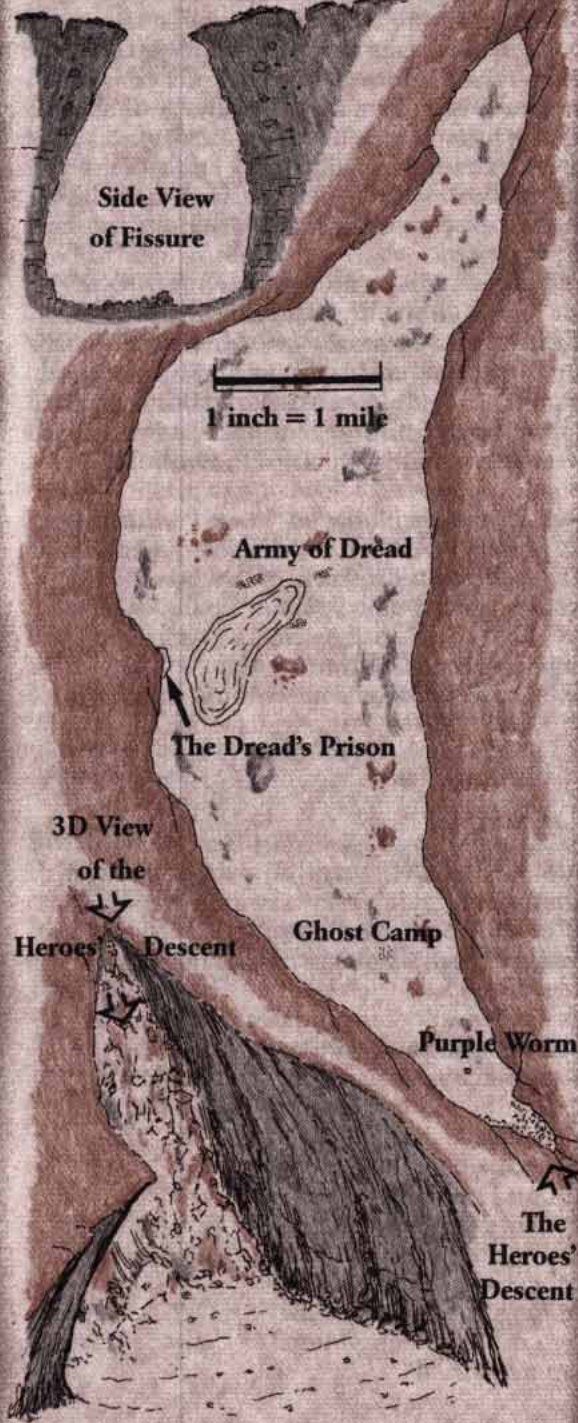 Side View
of Fissure
1 inch = 1 mile
Army of Dread
The Dread's Prison
3D View
of the
Heroes' Descent
Ghost Camp
Purple Worm
The
Heroes'
Descent